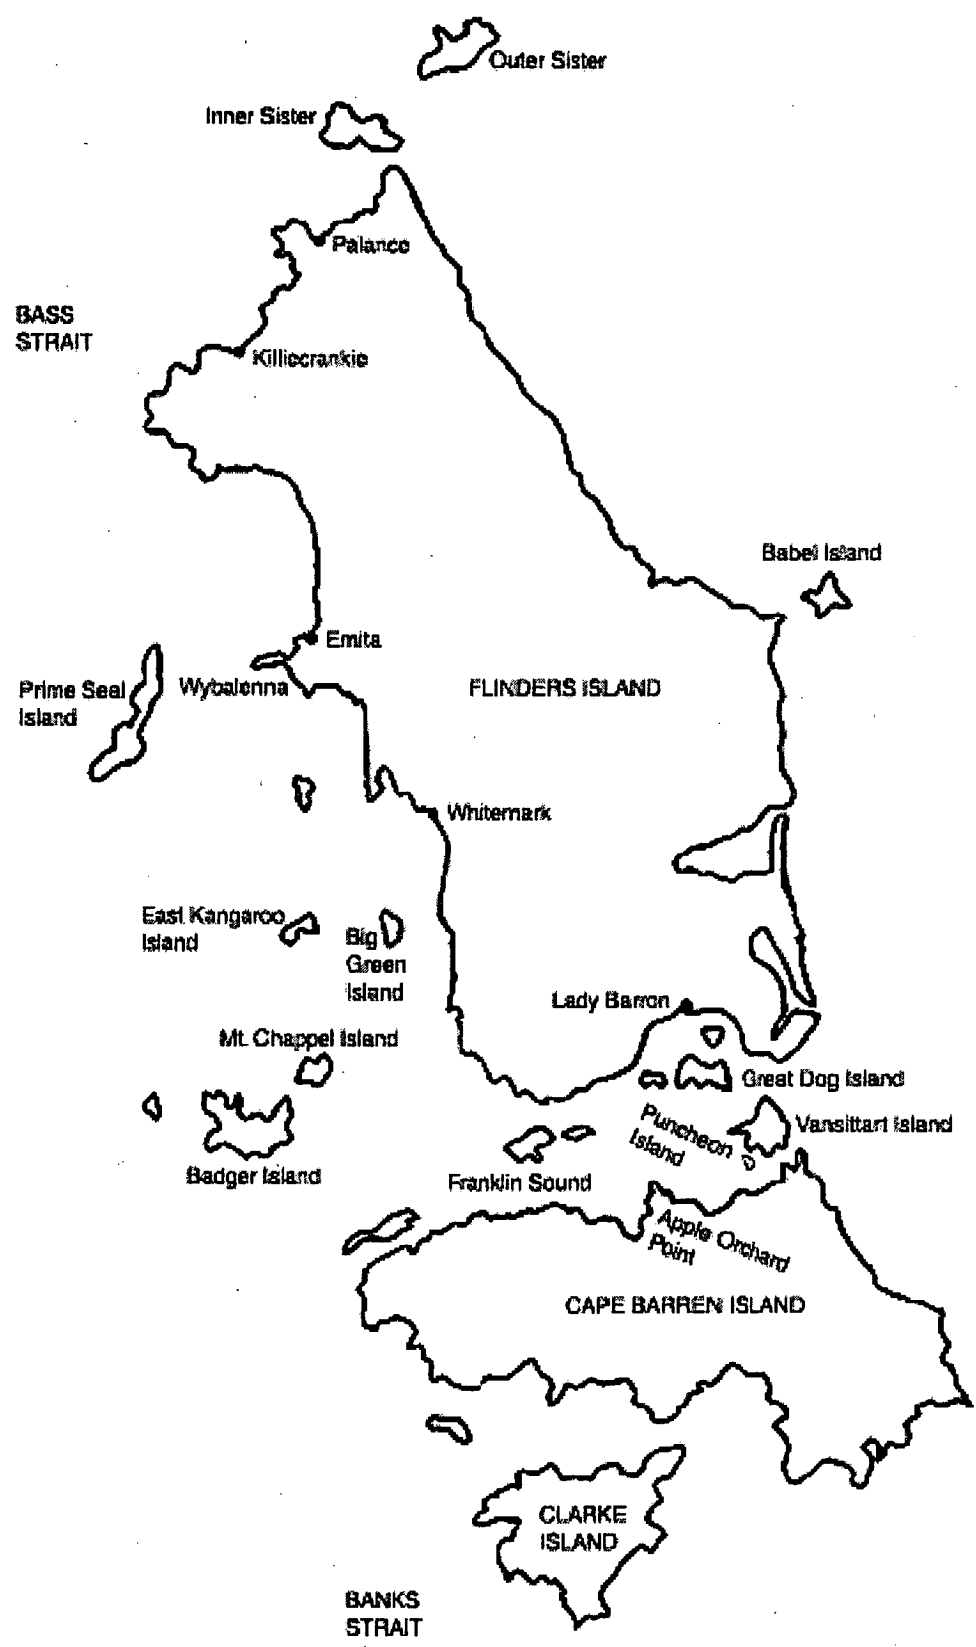 Outer Sister
Inner Sister
Palance
BASS
STRAIT
Killiecrankie
Babel Island
Emita
Prime Seal
Island
Wybalenna
FLINDERS ISLAND
Whitemark
East Kangaroo
Island
Big
Green
Island
Lady Barron
Mt. Chappel Island
Great Dog Island
Puncheon
Island
Vansittart Island
Badger Island
Franklin Sound
Apple Orchard
Point
CAPE BARREN ISLAND
CLARKE
ISLAND
BANKS
STRAIT